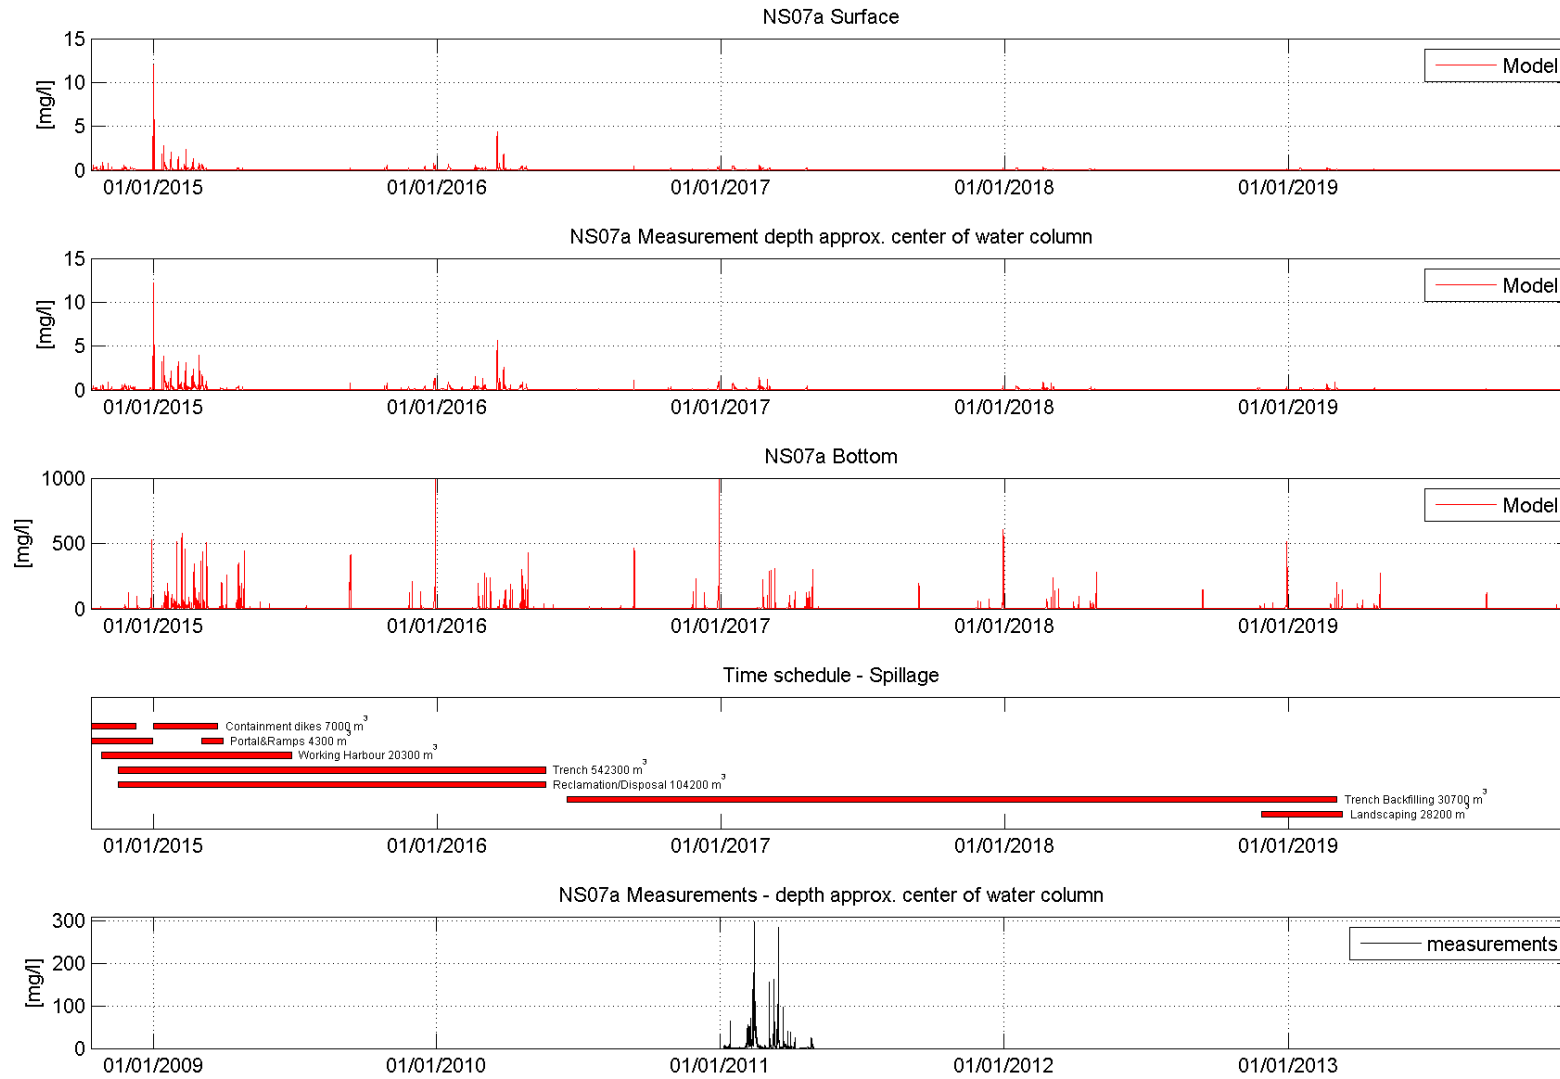 NS07a Surface
15
10
5
0
[mg/l]
Model
01/01/2015 01/01/2016 01/01/2017 01/01/2018 01/01/2019
NS07a Measurement depth approx. center of water column
15
10
5
0
[mg/l]
Model
01/01/2015 01/01/2016 01/01/2017 01/01/2018 01/01/2019
NS07a Bottom
1000
500
0
[mg/l]
Model
01/01/2015 01/01/2016 01/01/2017 01/01/2018 01/01/2019
Time schedule - Spillage
Containment dikes 7000 m³
Portal&Ramps 4300 m³
Working Harbour 20300 m³
Trench 542300 m³
Reclamation/Disposal 104200 m³
Trench Backfilling 30700 m³
Landscaping 28200 m³
01/01/2015 01/01/2016 01/01/2017 01/01/2018 01/01/2019
NS07a Measurements - depth approx. center of water column
300
200
100
0
[mg/l]
measurements
01/01/2009 01/01/2010 01/01/2011 01/01/2012 01/01/2013